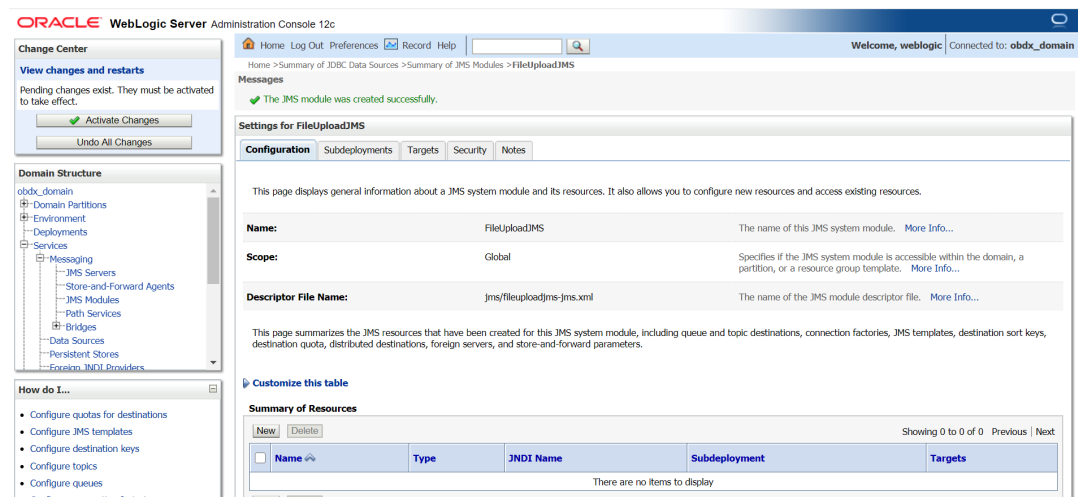 ORACLE® WebLogic Server Administration Console 12c
Change Center
View changes and restarts
Pending changes exist. They must be activated
to take effect.
Activate Changes
Undo All Changes
Domain Structure
obdx_domain
Domain Partitions
Environment
Deployments
Services
Messaging
JMS Servers
Store-and-Forward Agents
JMS Modules
Path Services
Bridges
Data Sources
Persistent Stores
Foreign JNDI Providers
How do I...
Configure quotas for destinations
Configure JMS templates
Configure destination keys
Configure topics
Configure queues
Home Log Out Preferences Record Help
Welcome, weblogic Connected to: obdx_domain
Home >Summary of JDBC Data Sources >Summary of JMS Modules >FileUploadJMS
Messages
The JMS module was created successfully.
Settings for FileUploadJMS
Configuration Subdeployments Targets Security Notes
This page displays general information about a JMS system module and its resources. It also allows you to configure new resources and access existing resources.
Name: FileUploadJMS The name of this JMS system module. More Info...
Scope: Global Specifies if the JMS system module is accessible within the domain, a
partition, or a resource group template. More Info...
Descriptor File Name: jms/fileuploadjms-jms.xml The name of the JMS module descriptor file. More Info...
This page summarizes the JMS resources that have been created for this JMS system module, including queue and topic destinations, connection factories, JMS templates, destination sort keys,
destination quota, distributed destinations, foreign servers, and store-and-forward parameters.
Customize this table
Summary of Resources
New Delete Showing 0 to 0 of 0 Previous | Next
Name Type JNDI Name Subdeployment Targets
There are no items to display